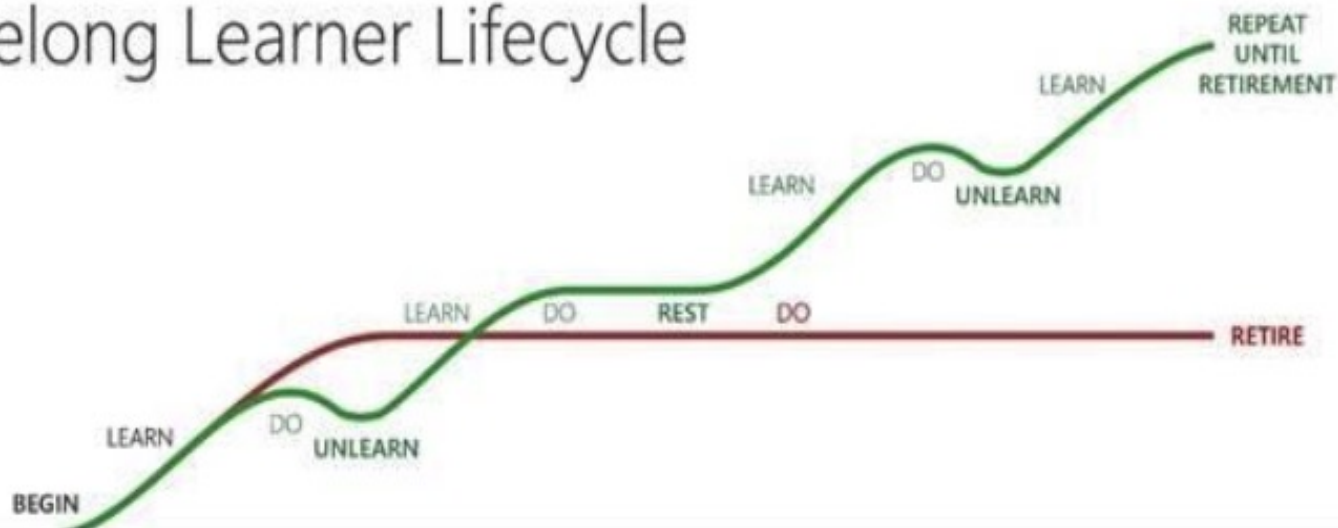 elong Learner Lifecycle
REPEAT
UNTIL
RETIREMENT
LEARN
LEARN
DO
UNLEARN
LEARN
DO
REST
DO
RETIRE
LEARN
DO
UNLEARN
BEGIN